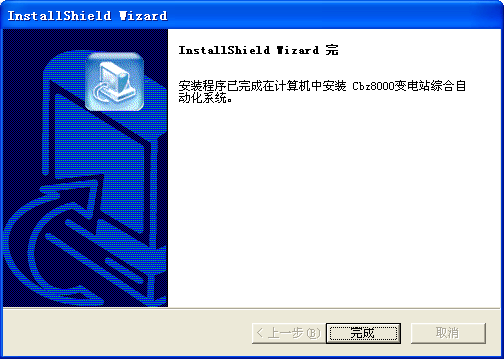 InstallShield Wizard
InstallShield Wizard 完
安装程序已完成在计算机中安装 Cbz8000变电站综合自
动化系统。
< 上一步(B)
完成
取消